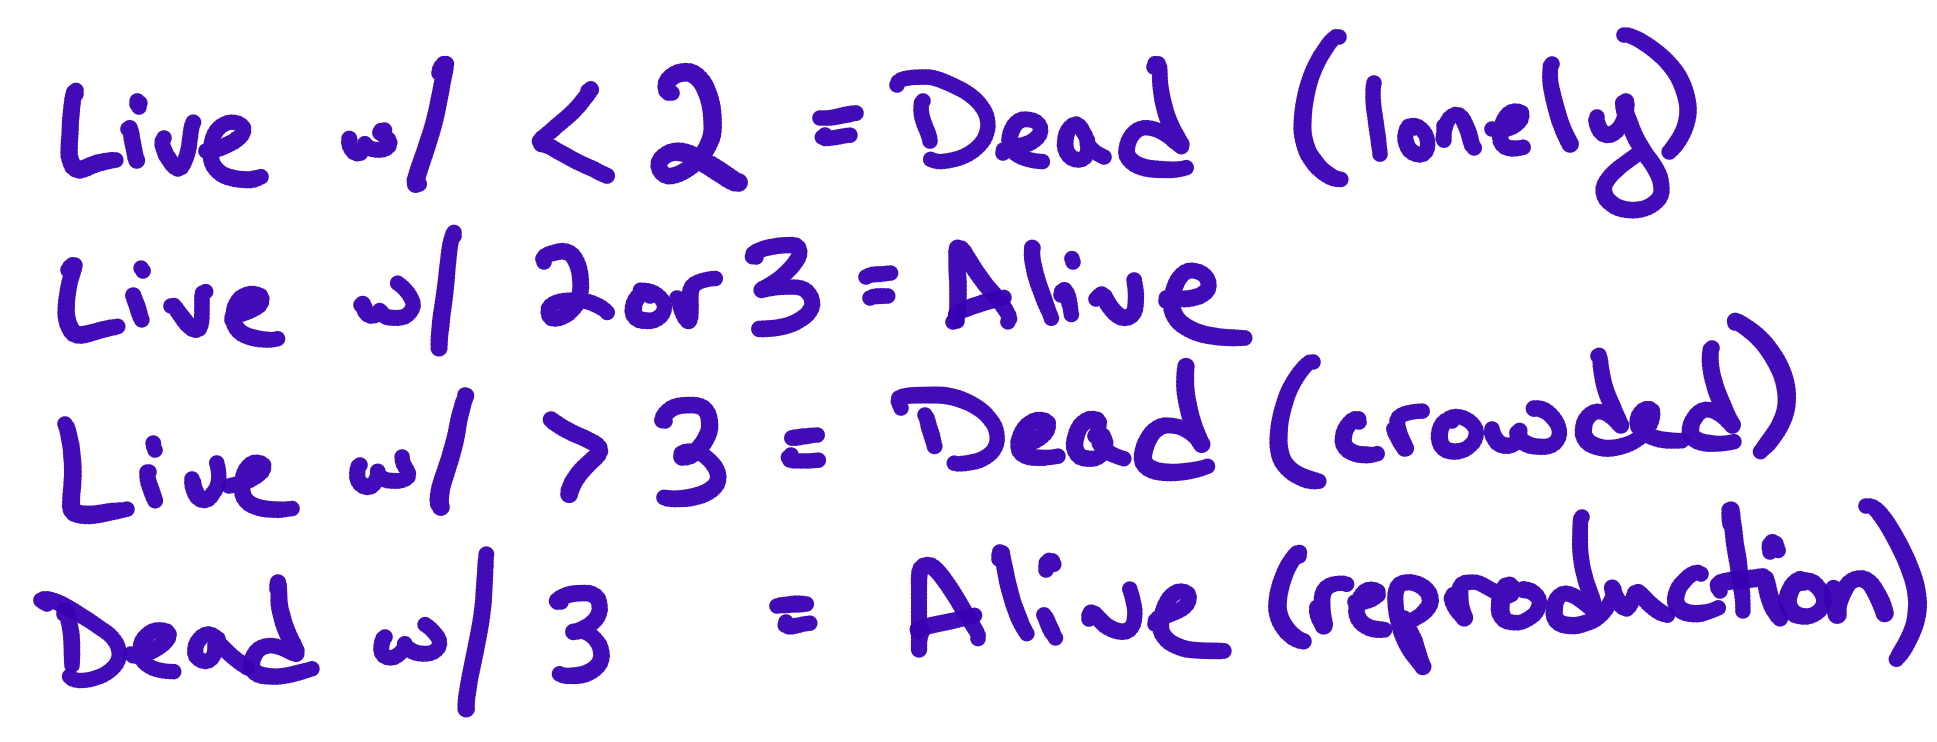 Live w/ < 2 = Dead (lonely)
Live w/ 2 or 3 = Alive
Live w/ > 3 = Dead (crowded)
Dead w/ 3 = Alive (reproduction)